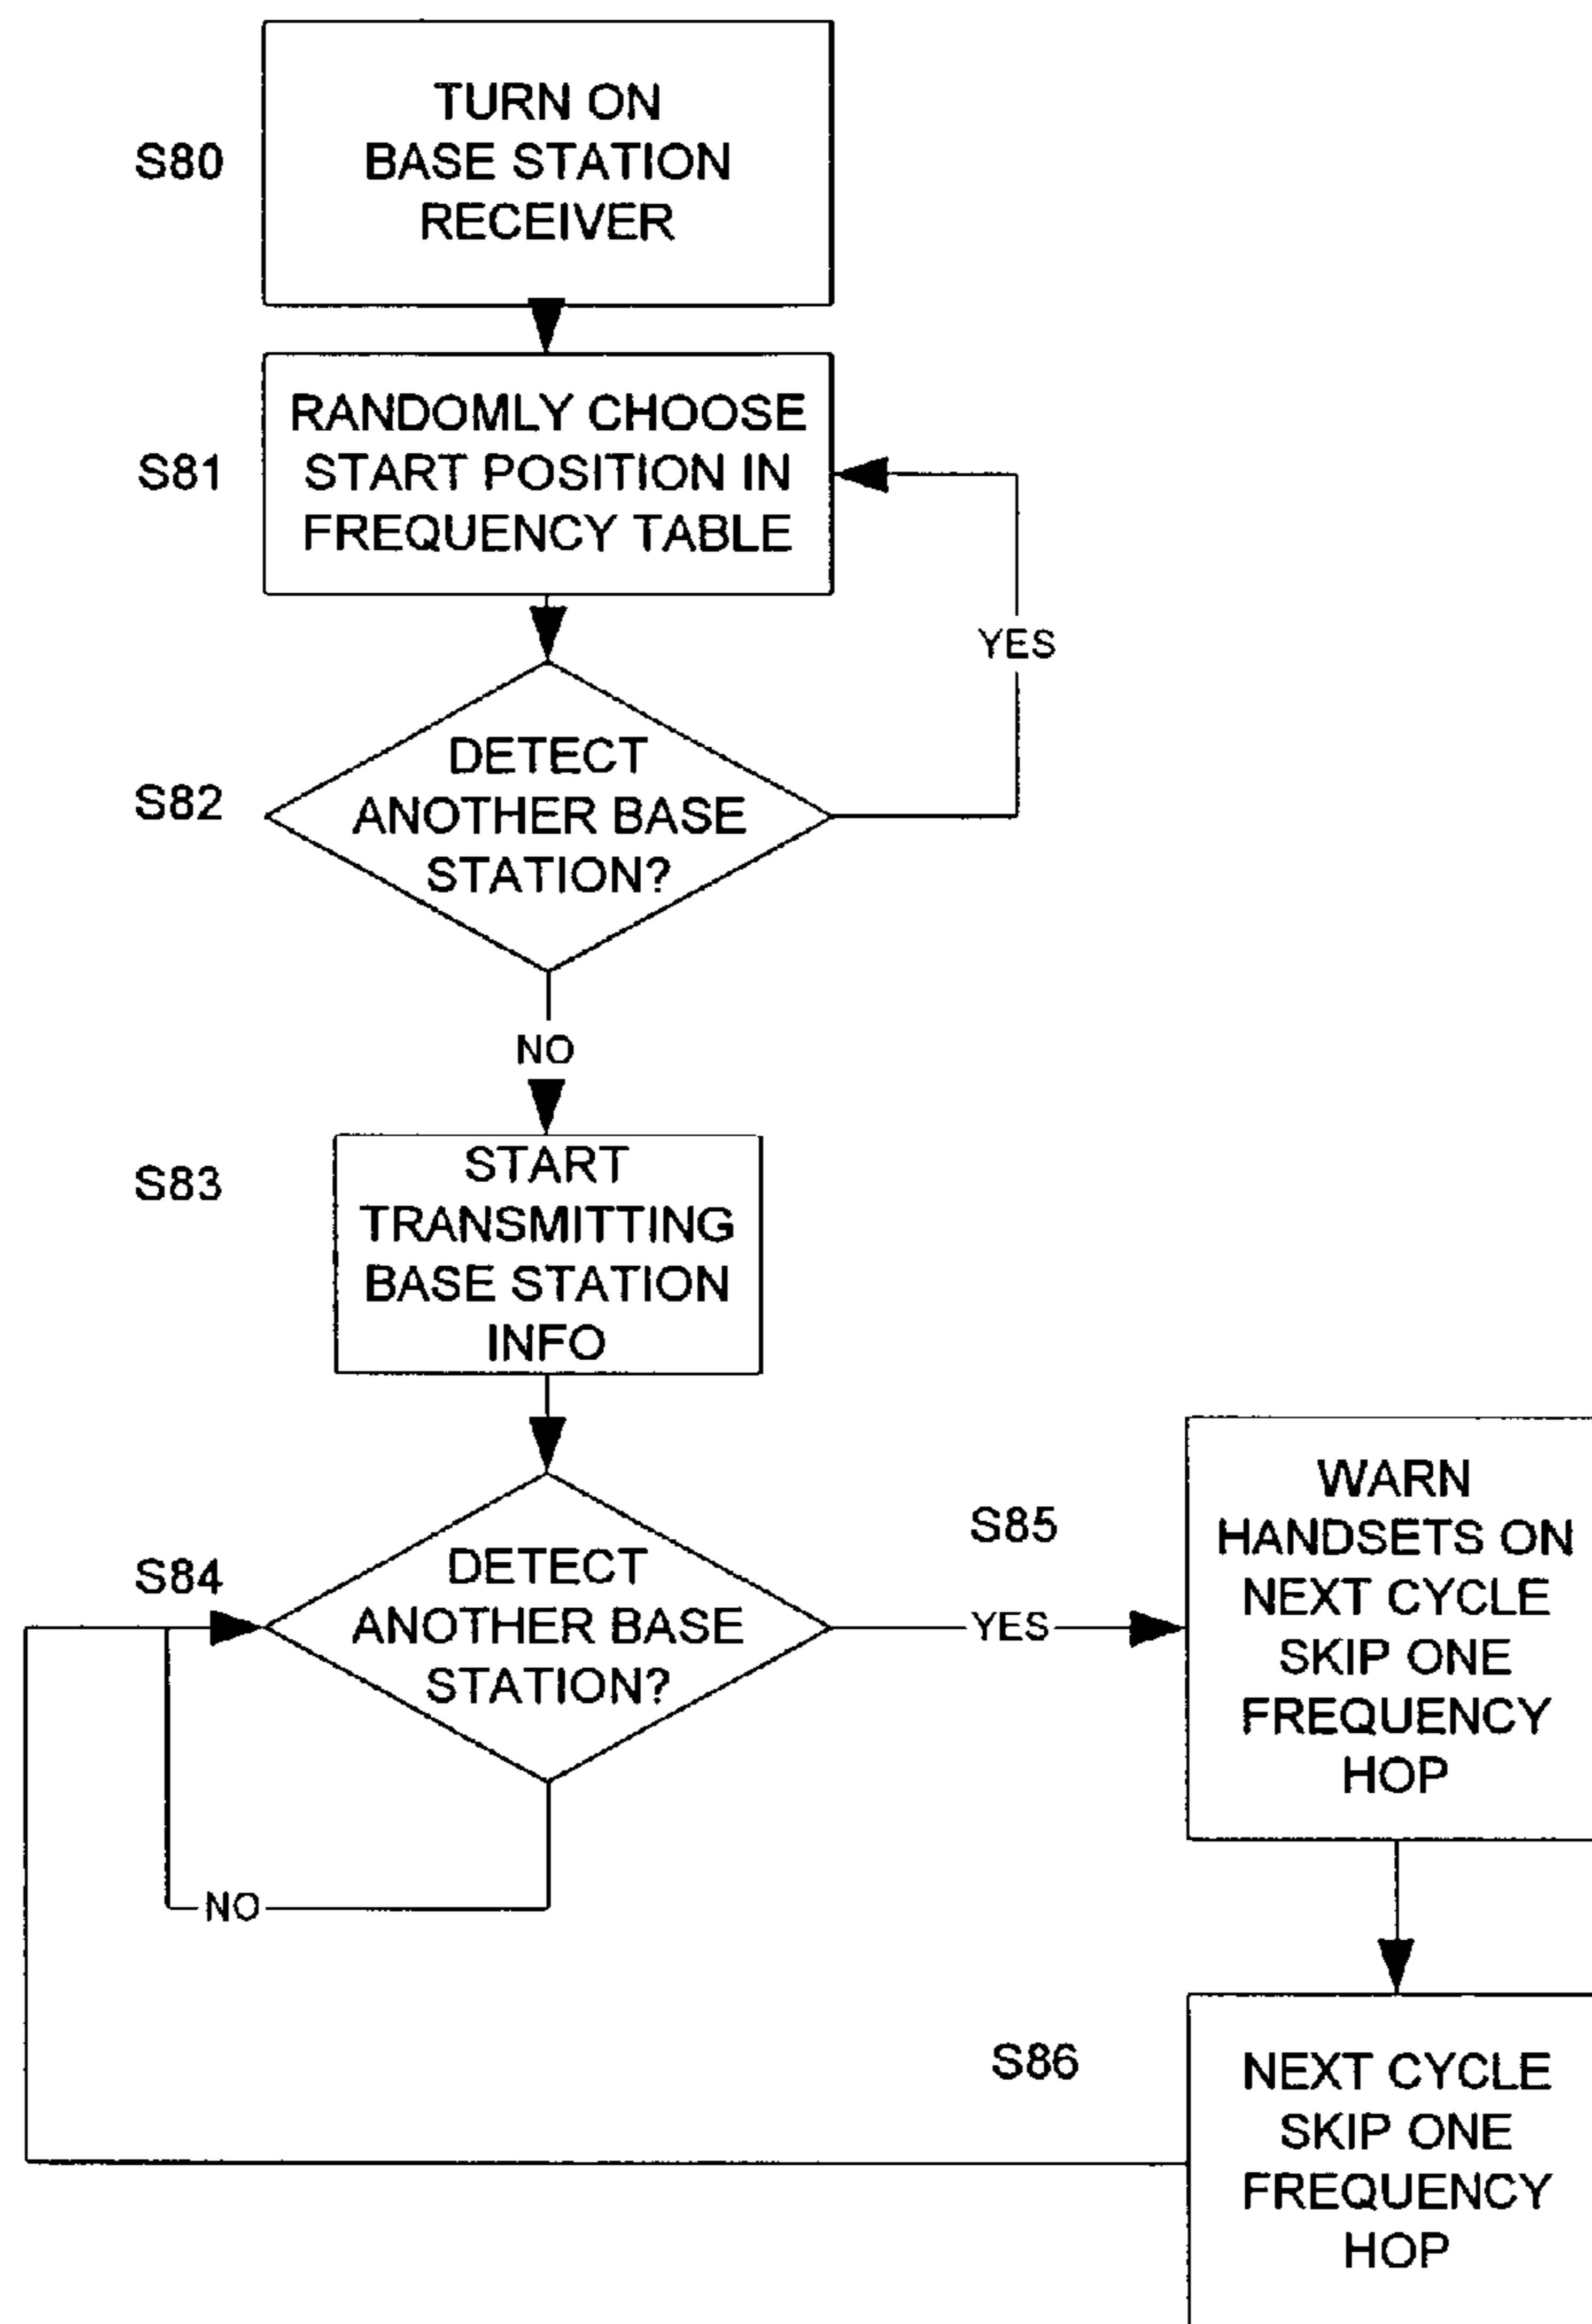 S80
TURN ON
BASE STATION
RECEIVER
S81
RANDOMLY CHOOSE
START POSITION IN
FREQUENCY TABLE
YES
S82
DETECT
ANOTHER BASE
STATION?
NO
S83
START
TRANSMITTING
BASE STATION
INFO
S84
DETECT
ANOTHER BASE
STATION?
YES
NO
S85
WARN
HANDSETS ON
NEXT CYCLE
SKIP ONE
FREQUENCY
HOP
S86
NEXT CYCLE
SKIP ONE
FREQUENCY
HOP